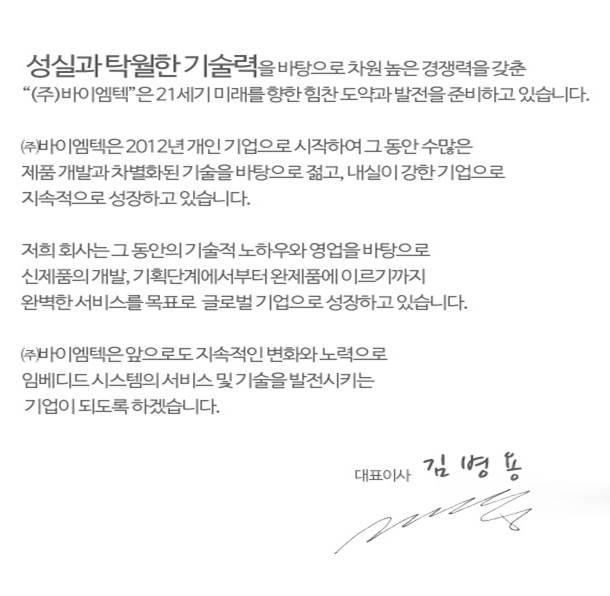 성실과 탁월한 기술력을 바탕으로 차원 높은 경쟁력을 갖춘
“(주)바이엠텍”은 21세기 미래를 향한 힘찬 도약과 발전을 준비하고 있습니다.
㈜바이엠텍은 2012년 개인 기업으로 시작하여 그 동안 수많은
제품 개발과 차별화된 기술을 바탕으로 젊고, 내실이 강한 기업으로
지속적으로 성장하고 있습니다.
저희 회사는 그 동안의 기술적 노하우와 영업을 바탕으로
신제품의 개발, 기획단계에서부터 완제품에 이르기까지
완벽한 서비스를 목표로 글로벌 기업으로 성장하고 있습니다.
㈜바이엠텍은 앞으로도 지속적인 변화와 노력으로
임베디드 시스템의 서비스 및 기술을 발전시키는
기업이 되도록 하겠습니다.
대표이사 김병용